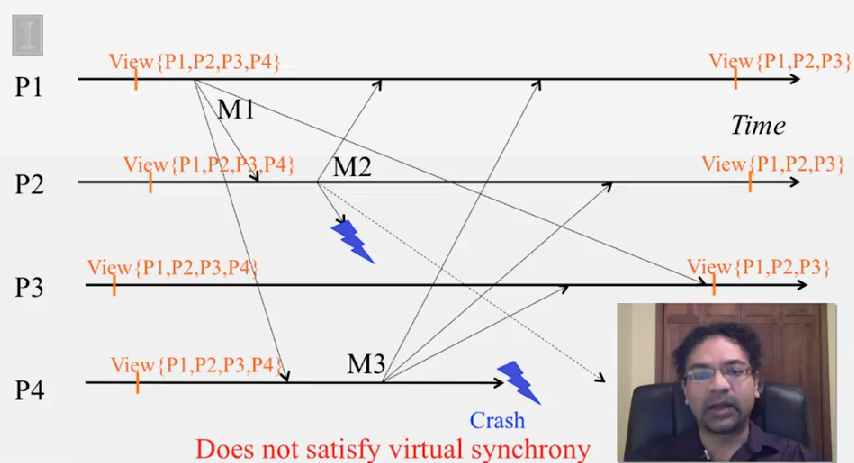 View{P1,P2,P3,P4} View{P1,P2,P3}
P1
M1
Time
View{P1,P2,P3,P4} M2 View{P1,P2,P3}
P2
View{P1,P2,P3,P4} View{P1,P2,P3}
P3
View{P1,P2,P3,P4} M3
P4
Crash
Does not satisfy virtual synchrony